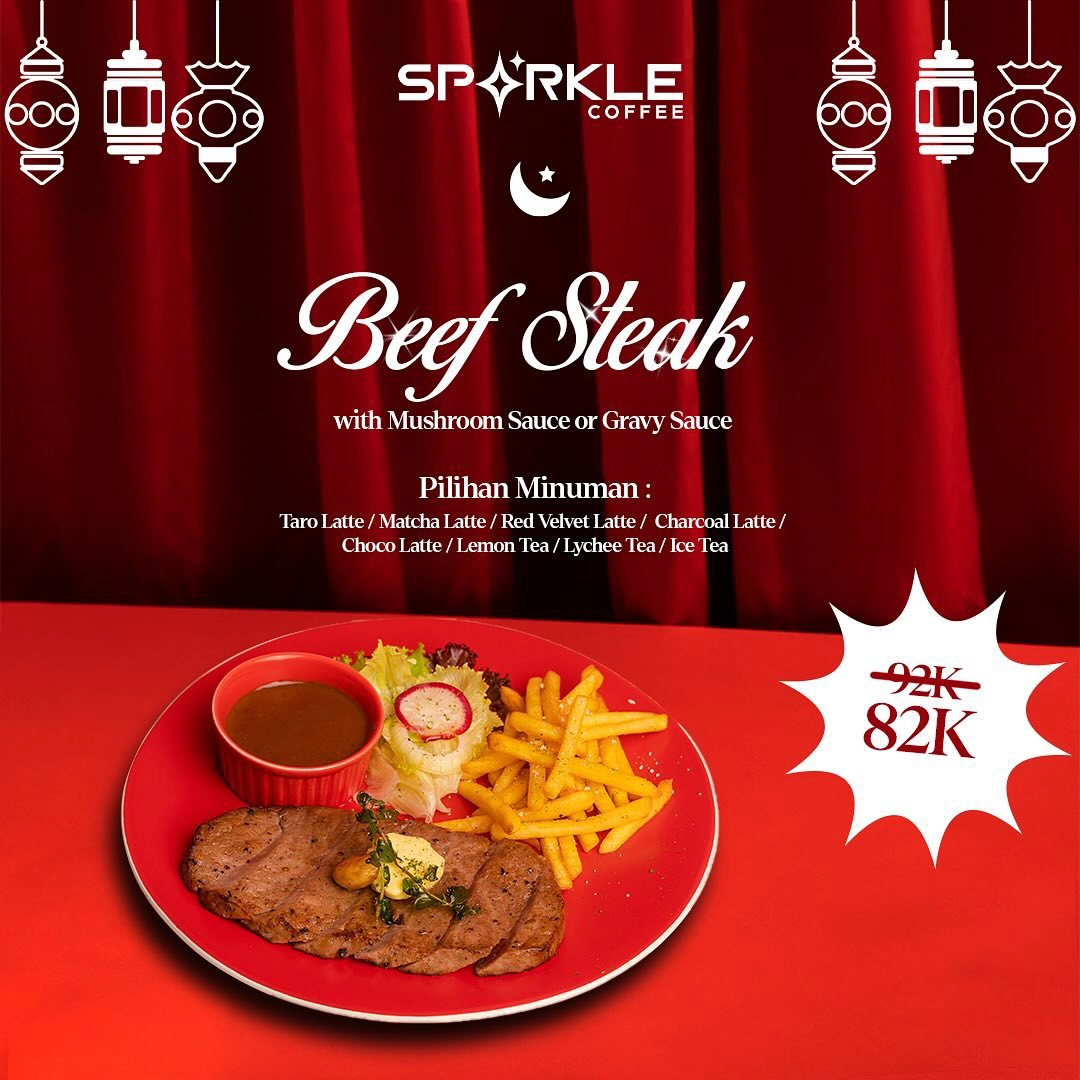 SPARKLE
COFFEE
Beef Steak
with Mushroom Sauce or Gravy Sauce
Pilihan Minuman :
Taro Latte / Matcha Latte / Red Velvet Latte / Charcoal Latte /
Choco Latte / Lemon Tea / Lychee Tea / Ice Tea
92K
82K